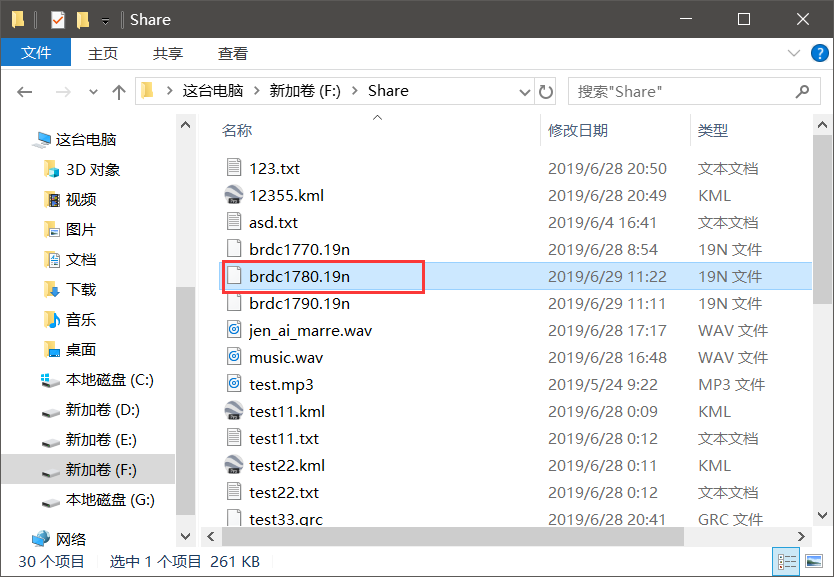 Share
文件 主页 共享 查看
这台电脑 新加卷 (F:) Share 搜索"Share"
名称 修改日期 类型
这台电脑
3D 对象
视频
图片
文档
下载
音乐
桌面
本地磁盘 (C:)
新加卷 (D:)
新加卷 (E:)
新加卷 (F:)
本地磁盘 (G:)
网络
123.txt 2019/6/28 20:50 文本文档
12355.kml 2019/6/28 20:49 KML
asd.txt 2019/6/4 16:41 文本文档
brdc1770.19n 2019/6/28 8:54 19N 文件
brdc1780.19n 2019/6/29 11:22 19N 文件
brdc1790.19n 2019/6/29 11:11 19N 文件
jen_ai_marre.wav 2019/6/28 17:17 WAV 文件
music.wav 2019/6/28 16:48 WAV 文件
test.mp3 2019/5/24 9:22 MP3 文件
test11.kml 2019/6/28 0:09 KML
test11.txt 2019/6/28 0:12 文本文档
test22.kml 2019/6/28 0:11 KML
test22.txt 2019/6/28 0:12 文本文档
test33.grc 2019/6/28 20:41 GRC 文件
30 个项目 选中 1 个项目 261 KB